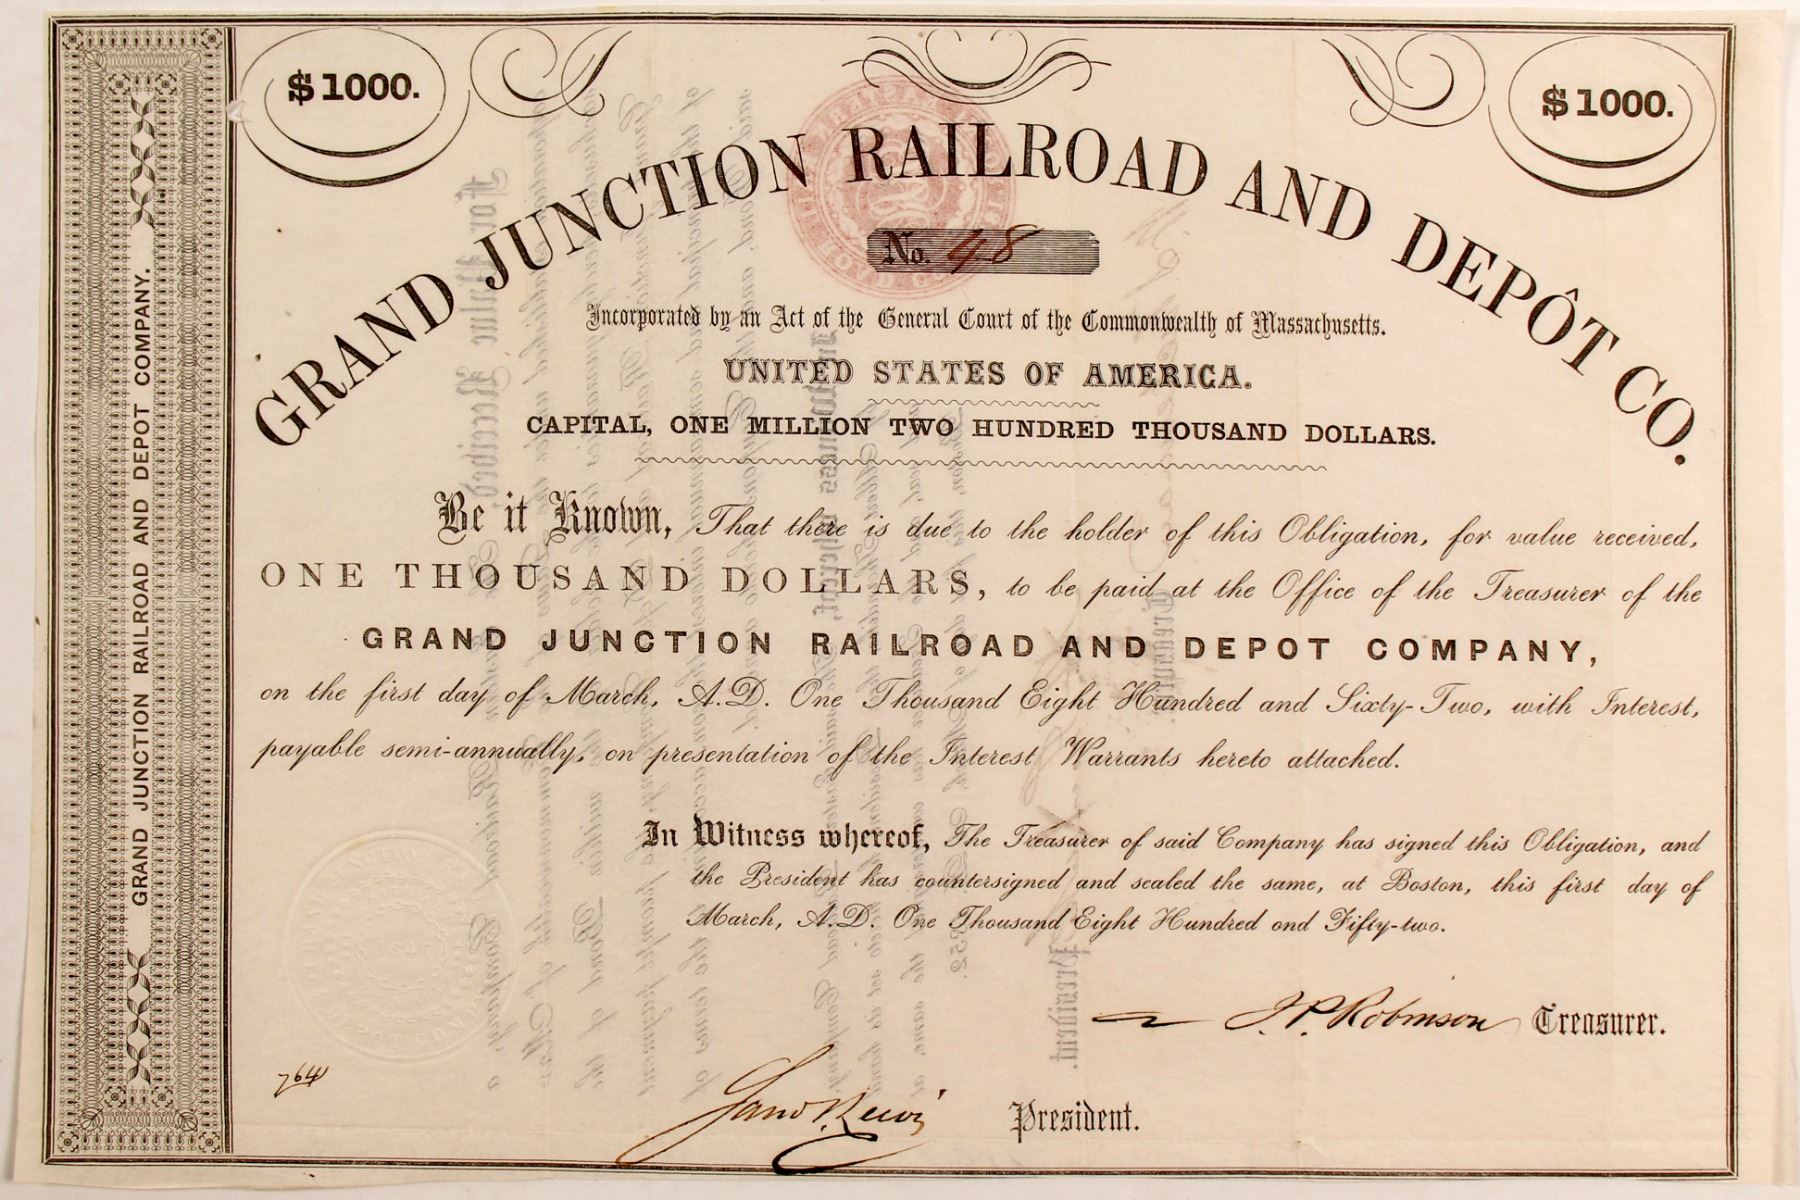 $1000.
$1000.
GRAND JUNCTION RAILROAD AND DEPÔT CO.
No. 48
Incorporated by an Act of the General Court of the Commonwealth of Massachusetts.
UNITED STATES OF AMERICA.
CAPITAL, ONE MILLION TWO HUNDRED THOUSAND DOLLARS.
Be it Known, That there is due to the holder of this Obligation, for value received,
ONE THOUSAND DOLLARS, to be paid at the Office of the Treasurer of the
GRAND JUNCTION RAILROAD AND DEPOT COMPANY,
on the first day of March, A.D. One Thousand Eight Hundred and Sixty-Two, with Interest,
payable semi-annually, on presentation of the Interest Warrants hereto attached.
In Witness whereof, The Treasurer of said Company has signed this Obligation, and
the President has countersigned and sealed the same, at Boston, this first day of
March, A.D. One Thousand Eight Hundred and Fifty-two.
J. P. Robinson Treasurer.
764
President.
GRAND JUNCTION RAILROAD AND DEPOT COMPANY.